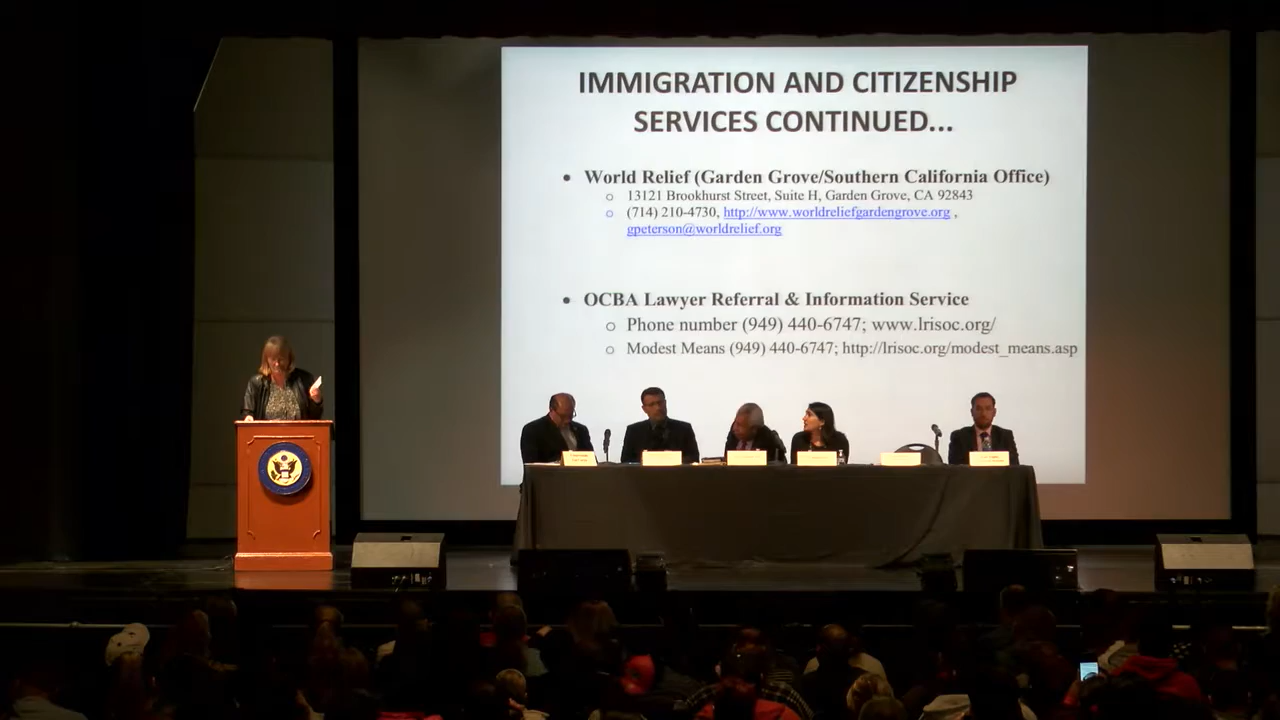 IMMIGRATION AND CITIZENSHIP
SERVICES CONTINUED...
• World Relief (Garden Grove/Southern California Office)
o 13121 Brookhurst Street, Suite H, Garden Grove, CA 92843
o (714) 210-4730, http://www.worldreliefgardengrove.org ,
gpeterson@worldrelief.org
• OCBA Lawyer Referral & Information Service
o Phone number (949) 440-6747; www.lrisoc.org/
o Modest Means (949) 440-6747; http://lrisoc.org/modest_means.asp